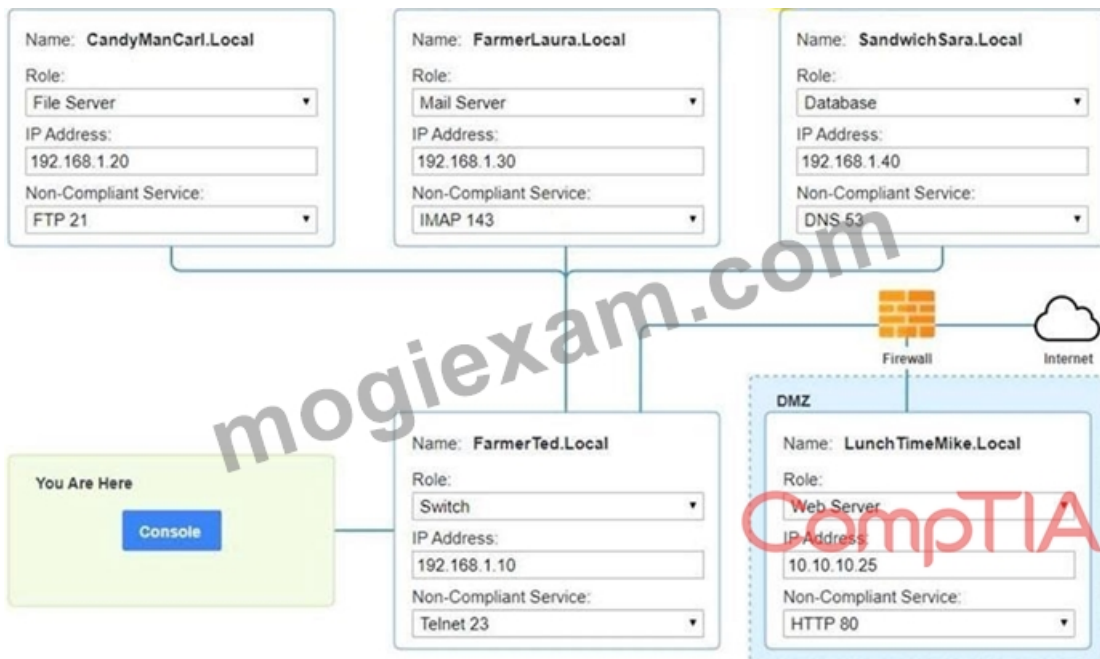 Name: CandyManCarl.Local
Role:
File Server
IP Address:
192.168.1.20
Non-Compliant Service:
FTP 21
Name: FarmerLaura.Local
Role:
Mail Server
IP Address:
192.168.1.30
Non-Compliant Service:
IMAP 143
Name: SandwichSara.Local
Role:
Database
IP Address:
192.168.1.40
Non-Compliant Service:
DNS 53
Firewall
Internet
mogiexam.com
You Are Here
Console
Name: FarmerTed.Local
Role:
Switch
IP Address:
192.168.1.10
Non-Compliant Service:
Telnet 23
DMZ
Name: LunchTimeMike.Local
Role:
Web Server
CompTIA
IP Address:
10.10.10.25
Non-Compliant Service:
HTTP 80